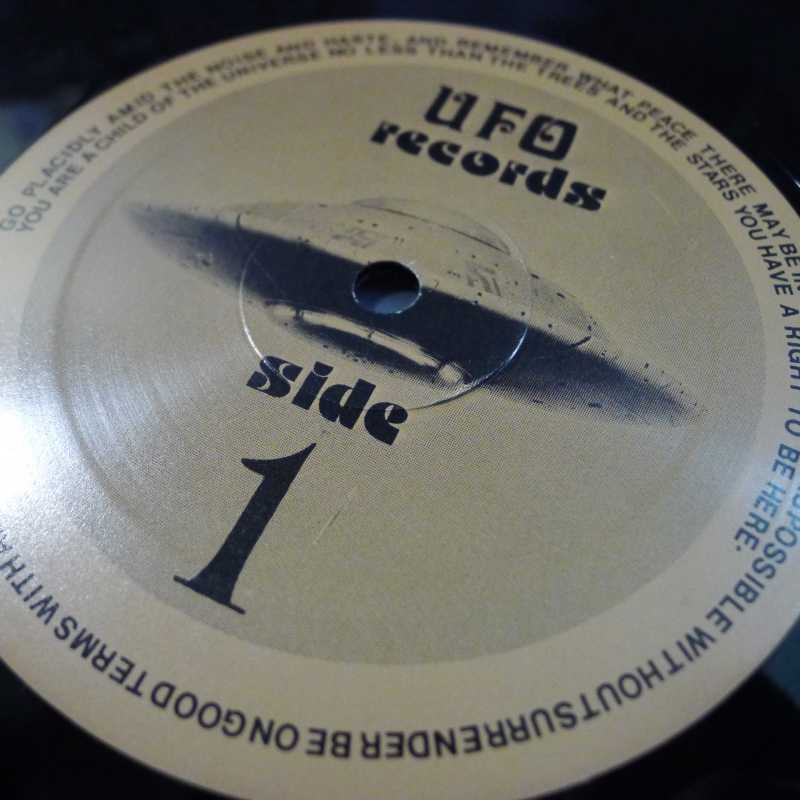 UFO
records
side
1
GO PLACIDLY AMID THE NOISE AND HASTE, AND REMEMBER WHAT PEACE THERE MAY BE IN
POSSIBLE WITHOUT SURRENDER BE ON GOOD TERMS WITH
YOU ARE A CHILD OF THE UNIVERSE NO LESS THAN THE TREES AND THE STARS YOU HAVE A RIGHT TO BE HERE.